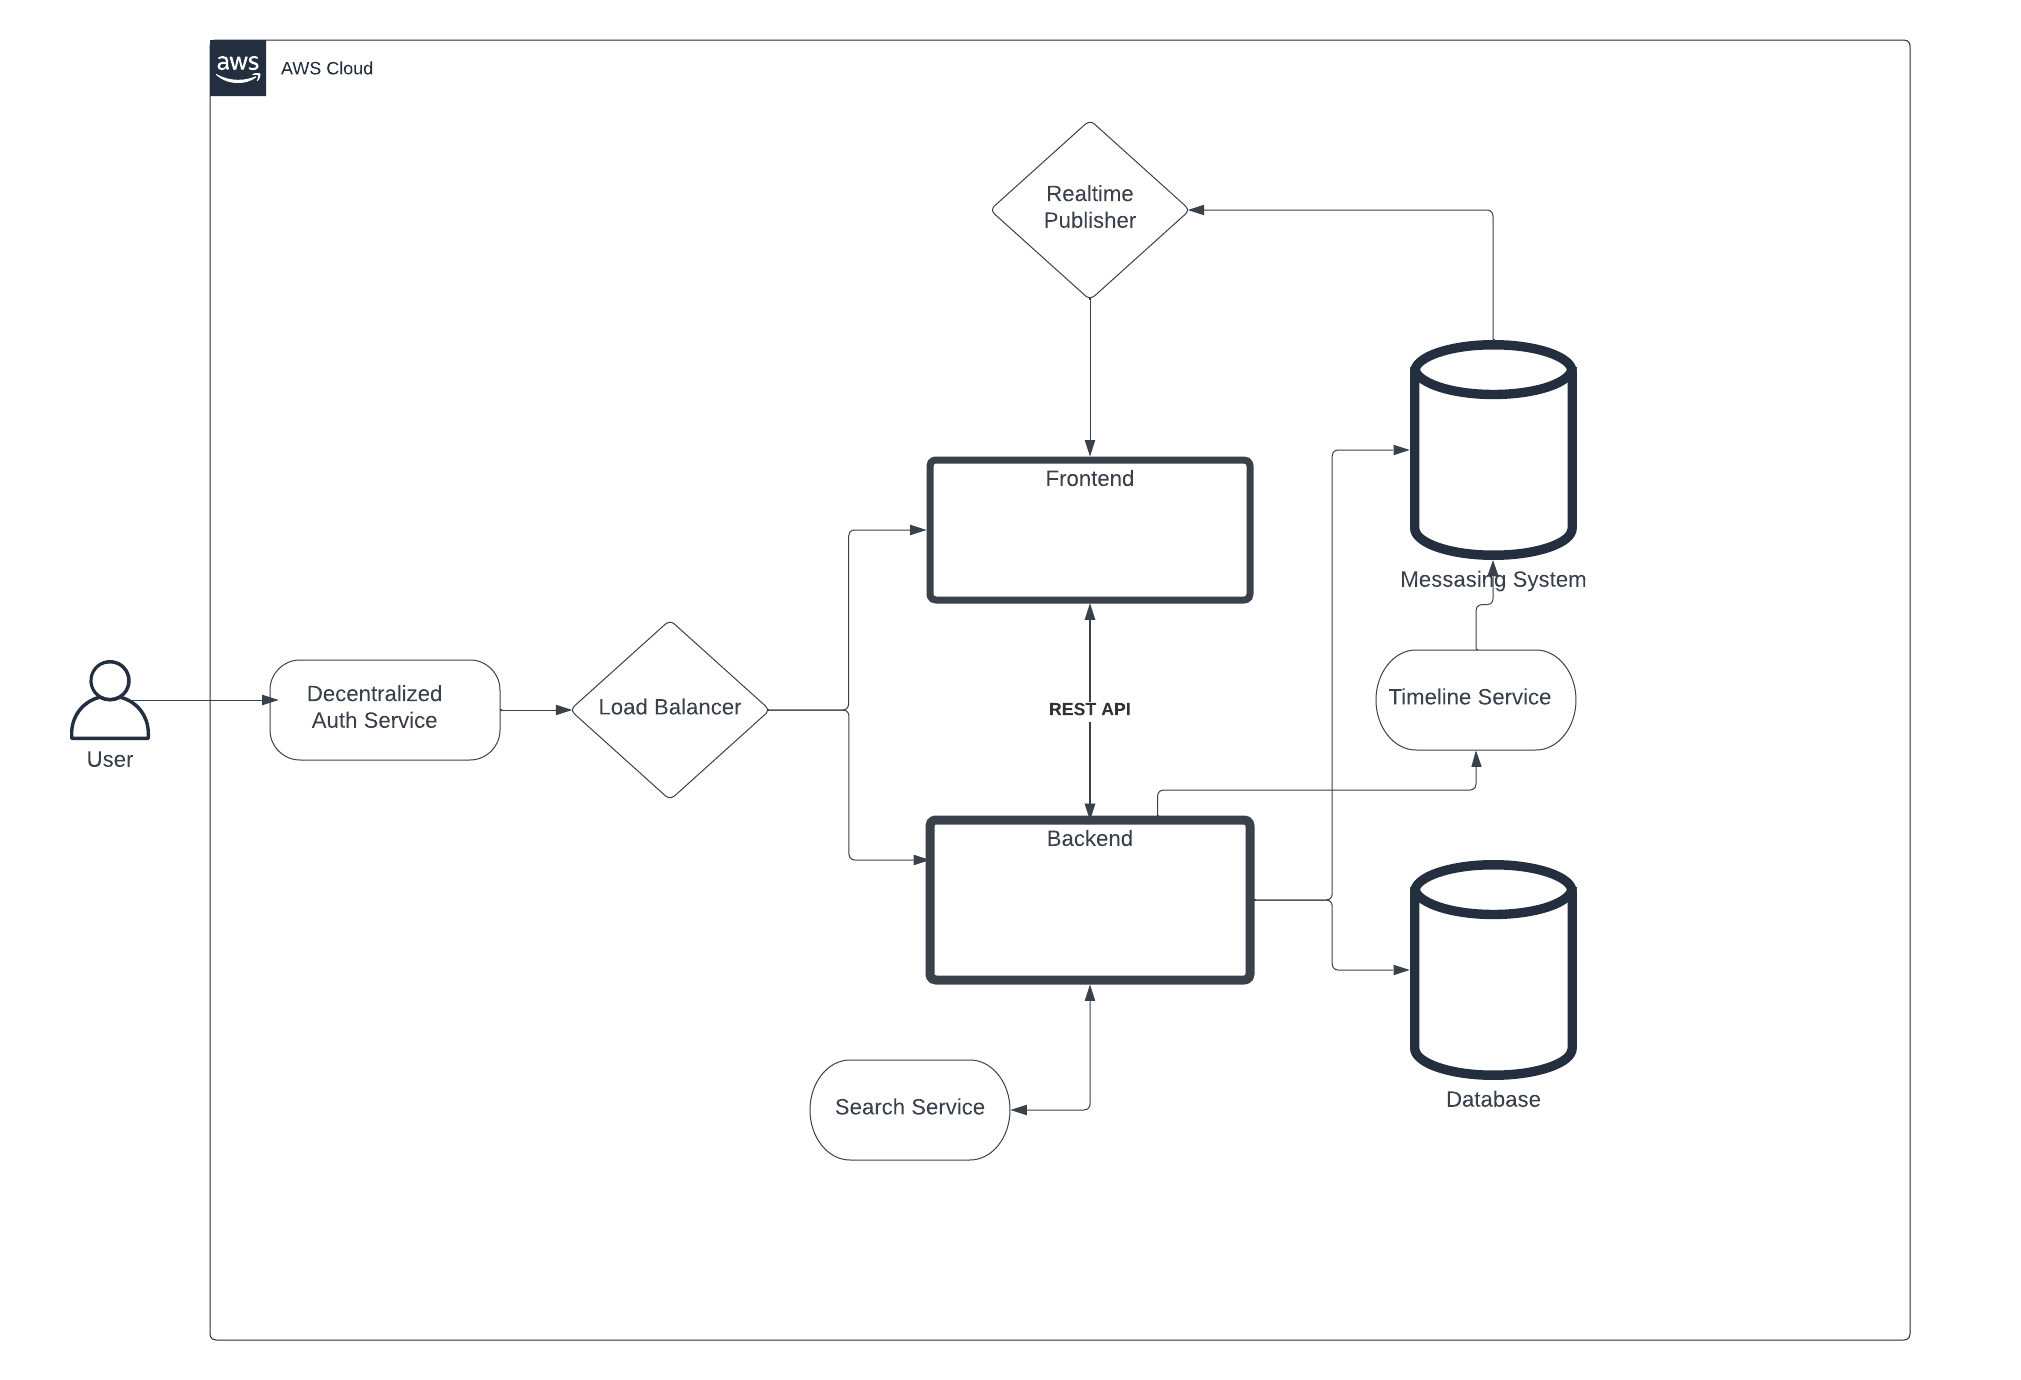 aws
AWS Cloud
Realtime
Publisher
Frontend
Messasing System
Decentralized
Auth Service
Load Balancer
REST API
Timeline Service
User
Backend
Search Service
Database